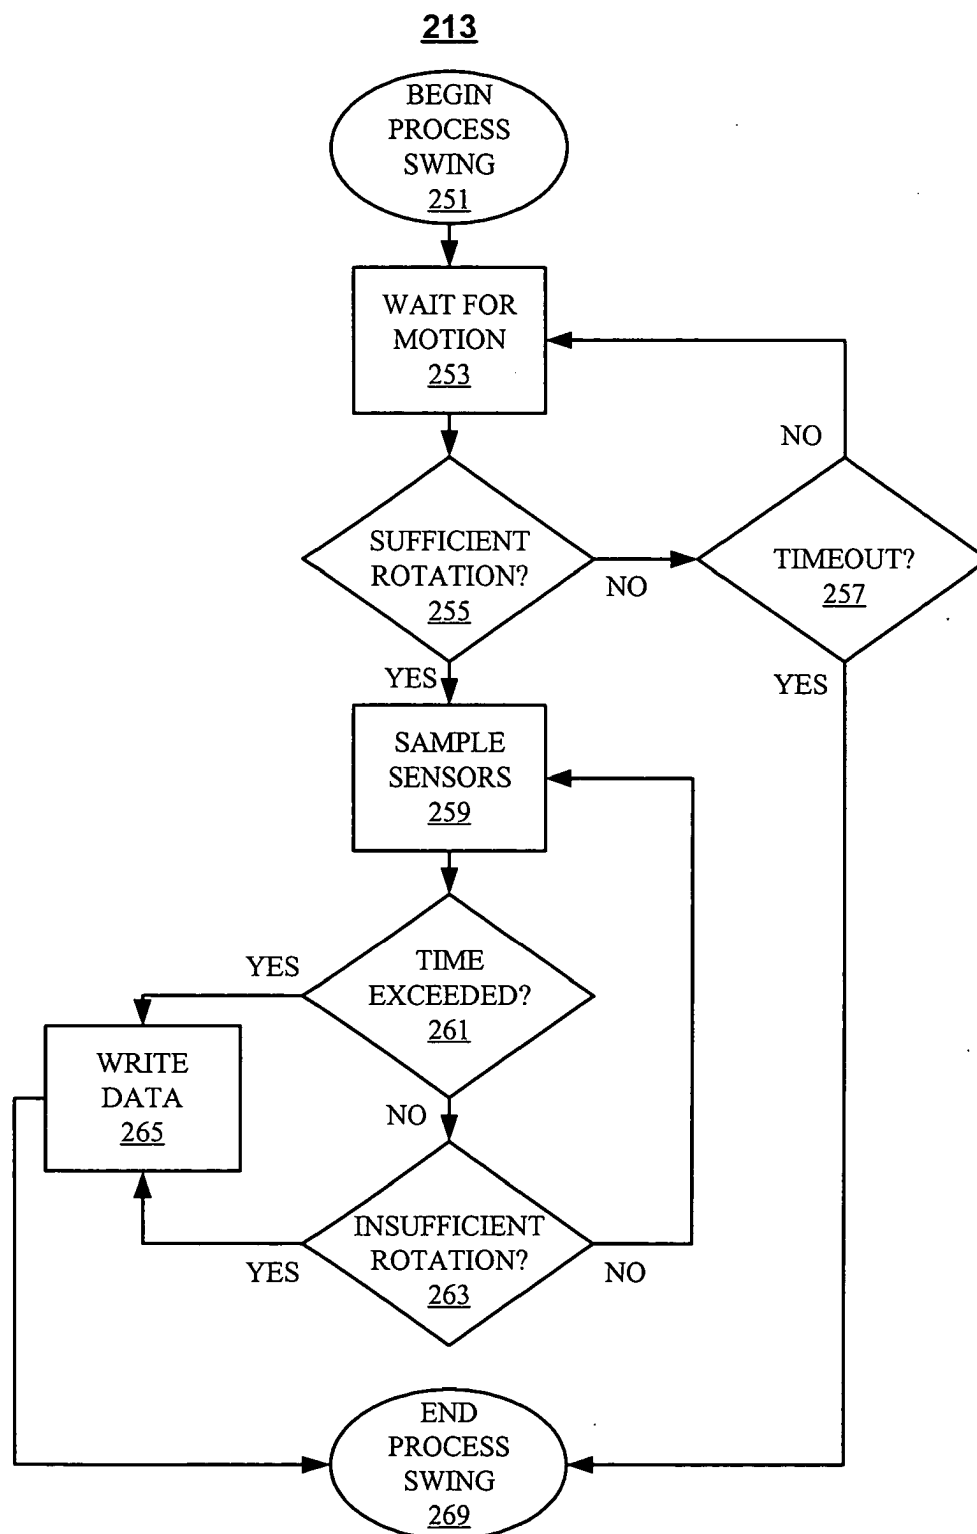 213
BEGIN
PROCESS
SWING
251
WAIT FOR
MOTION
253
NO
SUFFICIENT
ROTATION?
255
NO
TIMEOUT?
257
YES
YES
SAMPLE
SENSORS
259
YES
TIME
EXCEEDED?
261
WRITE
DATA
265
NO
INSUFFICIENT
ROTATION?
263
YES
NO
END
PROCESS
SWING
269